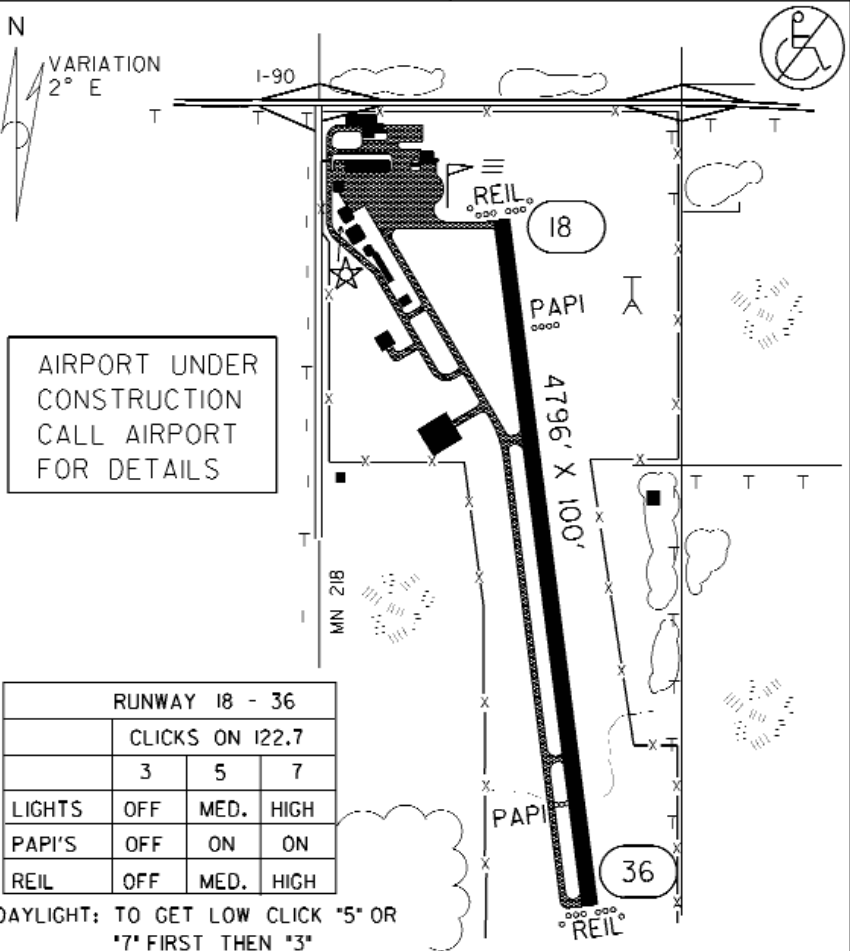 N
VARIATION
2° E
I-90
REIL
18
PAPI
4796' X 100'
AIRPORT UNDER
CONSTRUCTION
CALL AIRPORT
FOR DETAILS
MN 218
RUNWAY 18 - 36
CLICKS ON 122.7
3 5 7
LIGHTS OFF MED. HIGH
PAPI'S OFF ON ON
REIL OFF MED. HIGH
DAYLIGHT: TO GET LOW CLICK "5" OR
"7" FIRST THEN "3"
PAPI
36
REIL